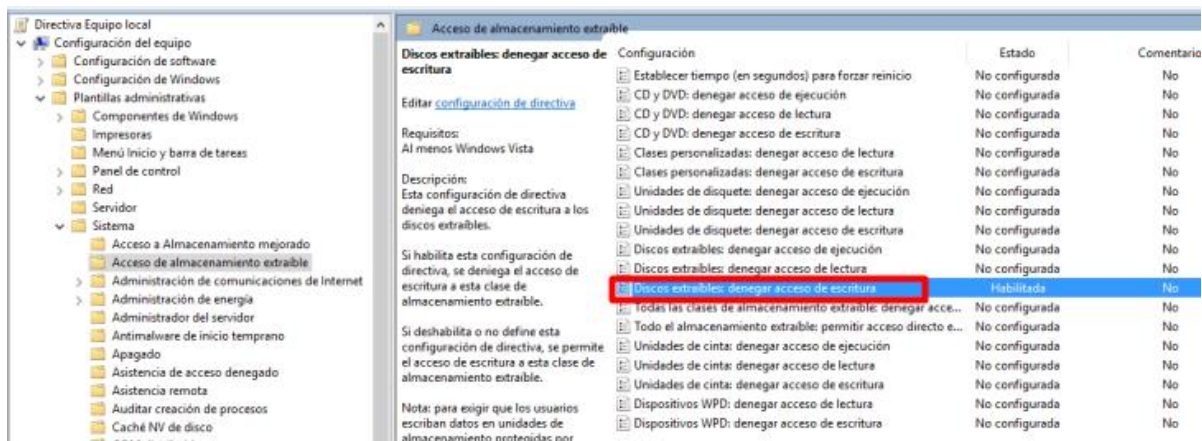 Directiva Equipo local
Configuración del equipo
Configuración de software
Configuración de Windows
Plantillas administrativas
Componentes de Windows
Impresoras
Menú Inicio y barra de tareas
Panel de control
Red
Servidor
Sistema
Acceso a Almacenamiento mejorado
Acceso de almacenamiento extraíble
Administración de comunicaciones de Internet
Administración de energía
Administrador del servidor
Antimalware de inicio temprano
Apagado
Asistencia de acceso denegado
Asistencia remota
Auditar creación de procesos
Caché NV de disco
Acceso de almacenamiento extraíble
Discos extraíbles: denegar acceso de
escritura
Editar configuración de directiva
Requisitos:
Al menos Windows Vista
Descripción:
Esta configuración de directiva
deniega el acceso de escritura a los
discos extraíbles.
Si habilita esta configuración de
directiva, se deniega el acceso de
escritura a esta clase de
almacenamiento extraíble.
Si deshabilita o no define esta
configuración de directiva, se permite
el acceso de escritura a esta clase de
almacenamiento extraíble.
Nota: para exigir que los usuarios
escriban datos en unidades de
almacenamiento protegidas por
Configuración Estado Comentario
Establecer tiempo (en segundos) para forzar reinicio No configurada No
CD y DVD: denegar acceso de ejecución No configurada No
CD y DVD: denegar acceso de lectura No configurada No
CD y DVD: denegar acceso de escritura No configurada No
Clases personalizadas: denegar acceso de lectura No configurada No
Clases personalizadas: denegar acceso de escritura No configurada No
Unidades de disquete: denegar acceso de ejecución No configurada No
Unidades de disquete: denegar acceso de lectura No configurada No
Unidades de disquete: denegar acceso de escritura No configurada No
Discos extraíbles: denegar acceso de ejecución No configurada No
Discos extraíbles: denegar acceso de lectura No configurada No
Discos extraíbles: denegar acceso de escritura Habilitada No
Todas las clases de almacenamiento extraíble: denegar acce... No configurada No
Todo el almacenamiento extraíble: permitir acceso directo e... No configurada No
Unidades de cinta: denegar acceso de ejecución No configurada No
Unidades de cinta: denegar acceso de lectura No configurada No
Unidades de cinta: denegar acceso de escritura No configurada No
Dispositivos WPD: denegar acceso de lectura No configurada No
Dispositivos WPD: denegar acceso de escritura No configurada No